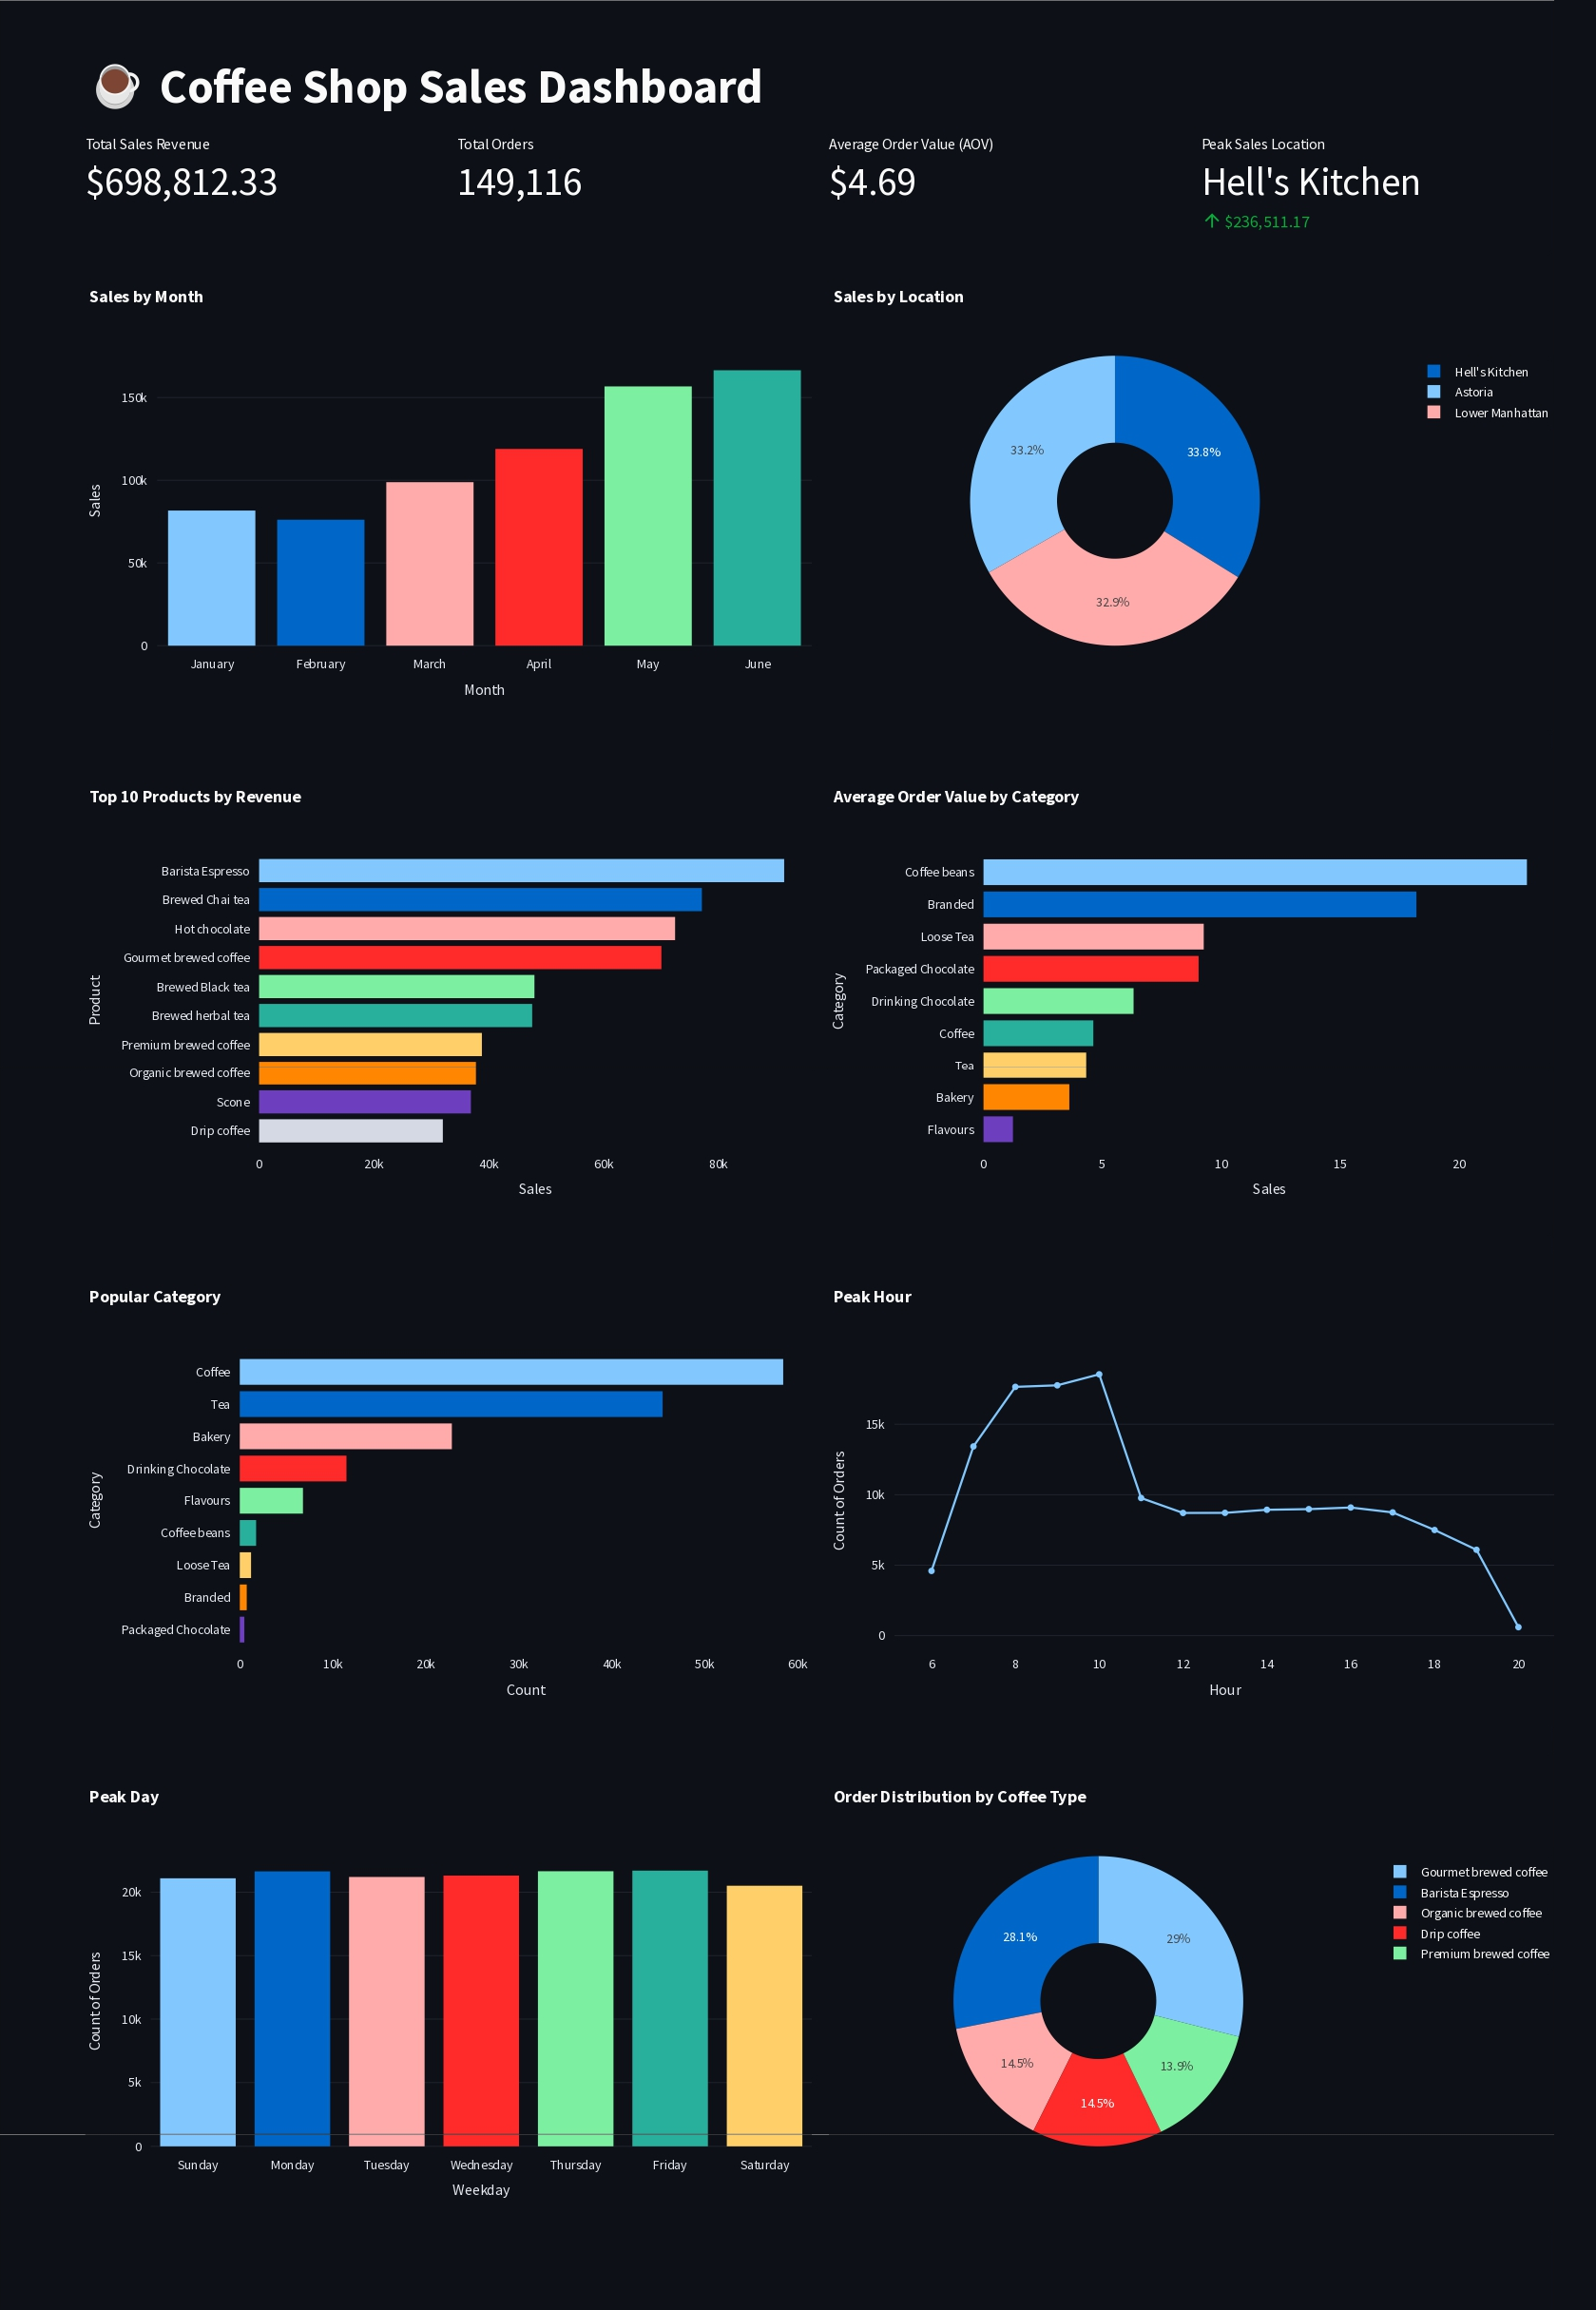 Coffee Shop Sales Dashboard
Total Sales Revenue
$698,812.33
Total Orders
149,116
Average Order Value (AOV)
$4.69
Peak Sales Location
Hell's Kitchen
$236,511.17
Sales by Month
150k
100k
50k
0
Sales
January
February
March
April
May
June
Month
Sales by Location
33.2%
33.8%
32.9%
Hell's Kitchen
Astoria
Lower Manhattan
Top 10 Products by Revenue
Product
Barista Espresso
Brewed Chai tea
Hot chocolate
Gourmet brewed coffee
Brewed Black tea
Brewed herbal tea
Premium brewed coffee
Organic brewed coffee
Scone
Drip coffee
0
20k
40k
60k
80k
Sales
Average Order Value by Category
Category
Coffee beans
Branded
Loose Tea
Packaged Chocolate
Drinking Chocolate
Coffee
Tea
Bakery
Flavours
0
5
10
15
20
Sales
Popular Category
Category
Coffee
Tea
Bakery
Drinking Chocolate
Flavours
Coffee beans
Loose Tea
Branded
Packaged Chocolate
0
10k
20k
30k
40k
50k
60k
Count
Peak Hour
Count of Orders
15k
10k
5k
0
6
8
10
12
14
16
18
20
Hour
Peak Day
Count of Orders
20k
15k
10k
5k
0
Sunday
Monday
Tuesday
Wednesday
Thursday
Friday
Saturday
Weekday
Order Distribution by Coffee Type
28.1%
29%
14.5%
14.5%
13.9%
Gourmet brewed coffee
Barista Espresso
Organic brewed coffee
Drip coffee
Premium brewed coffee